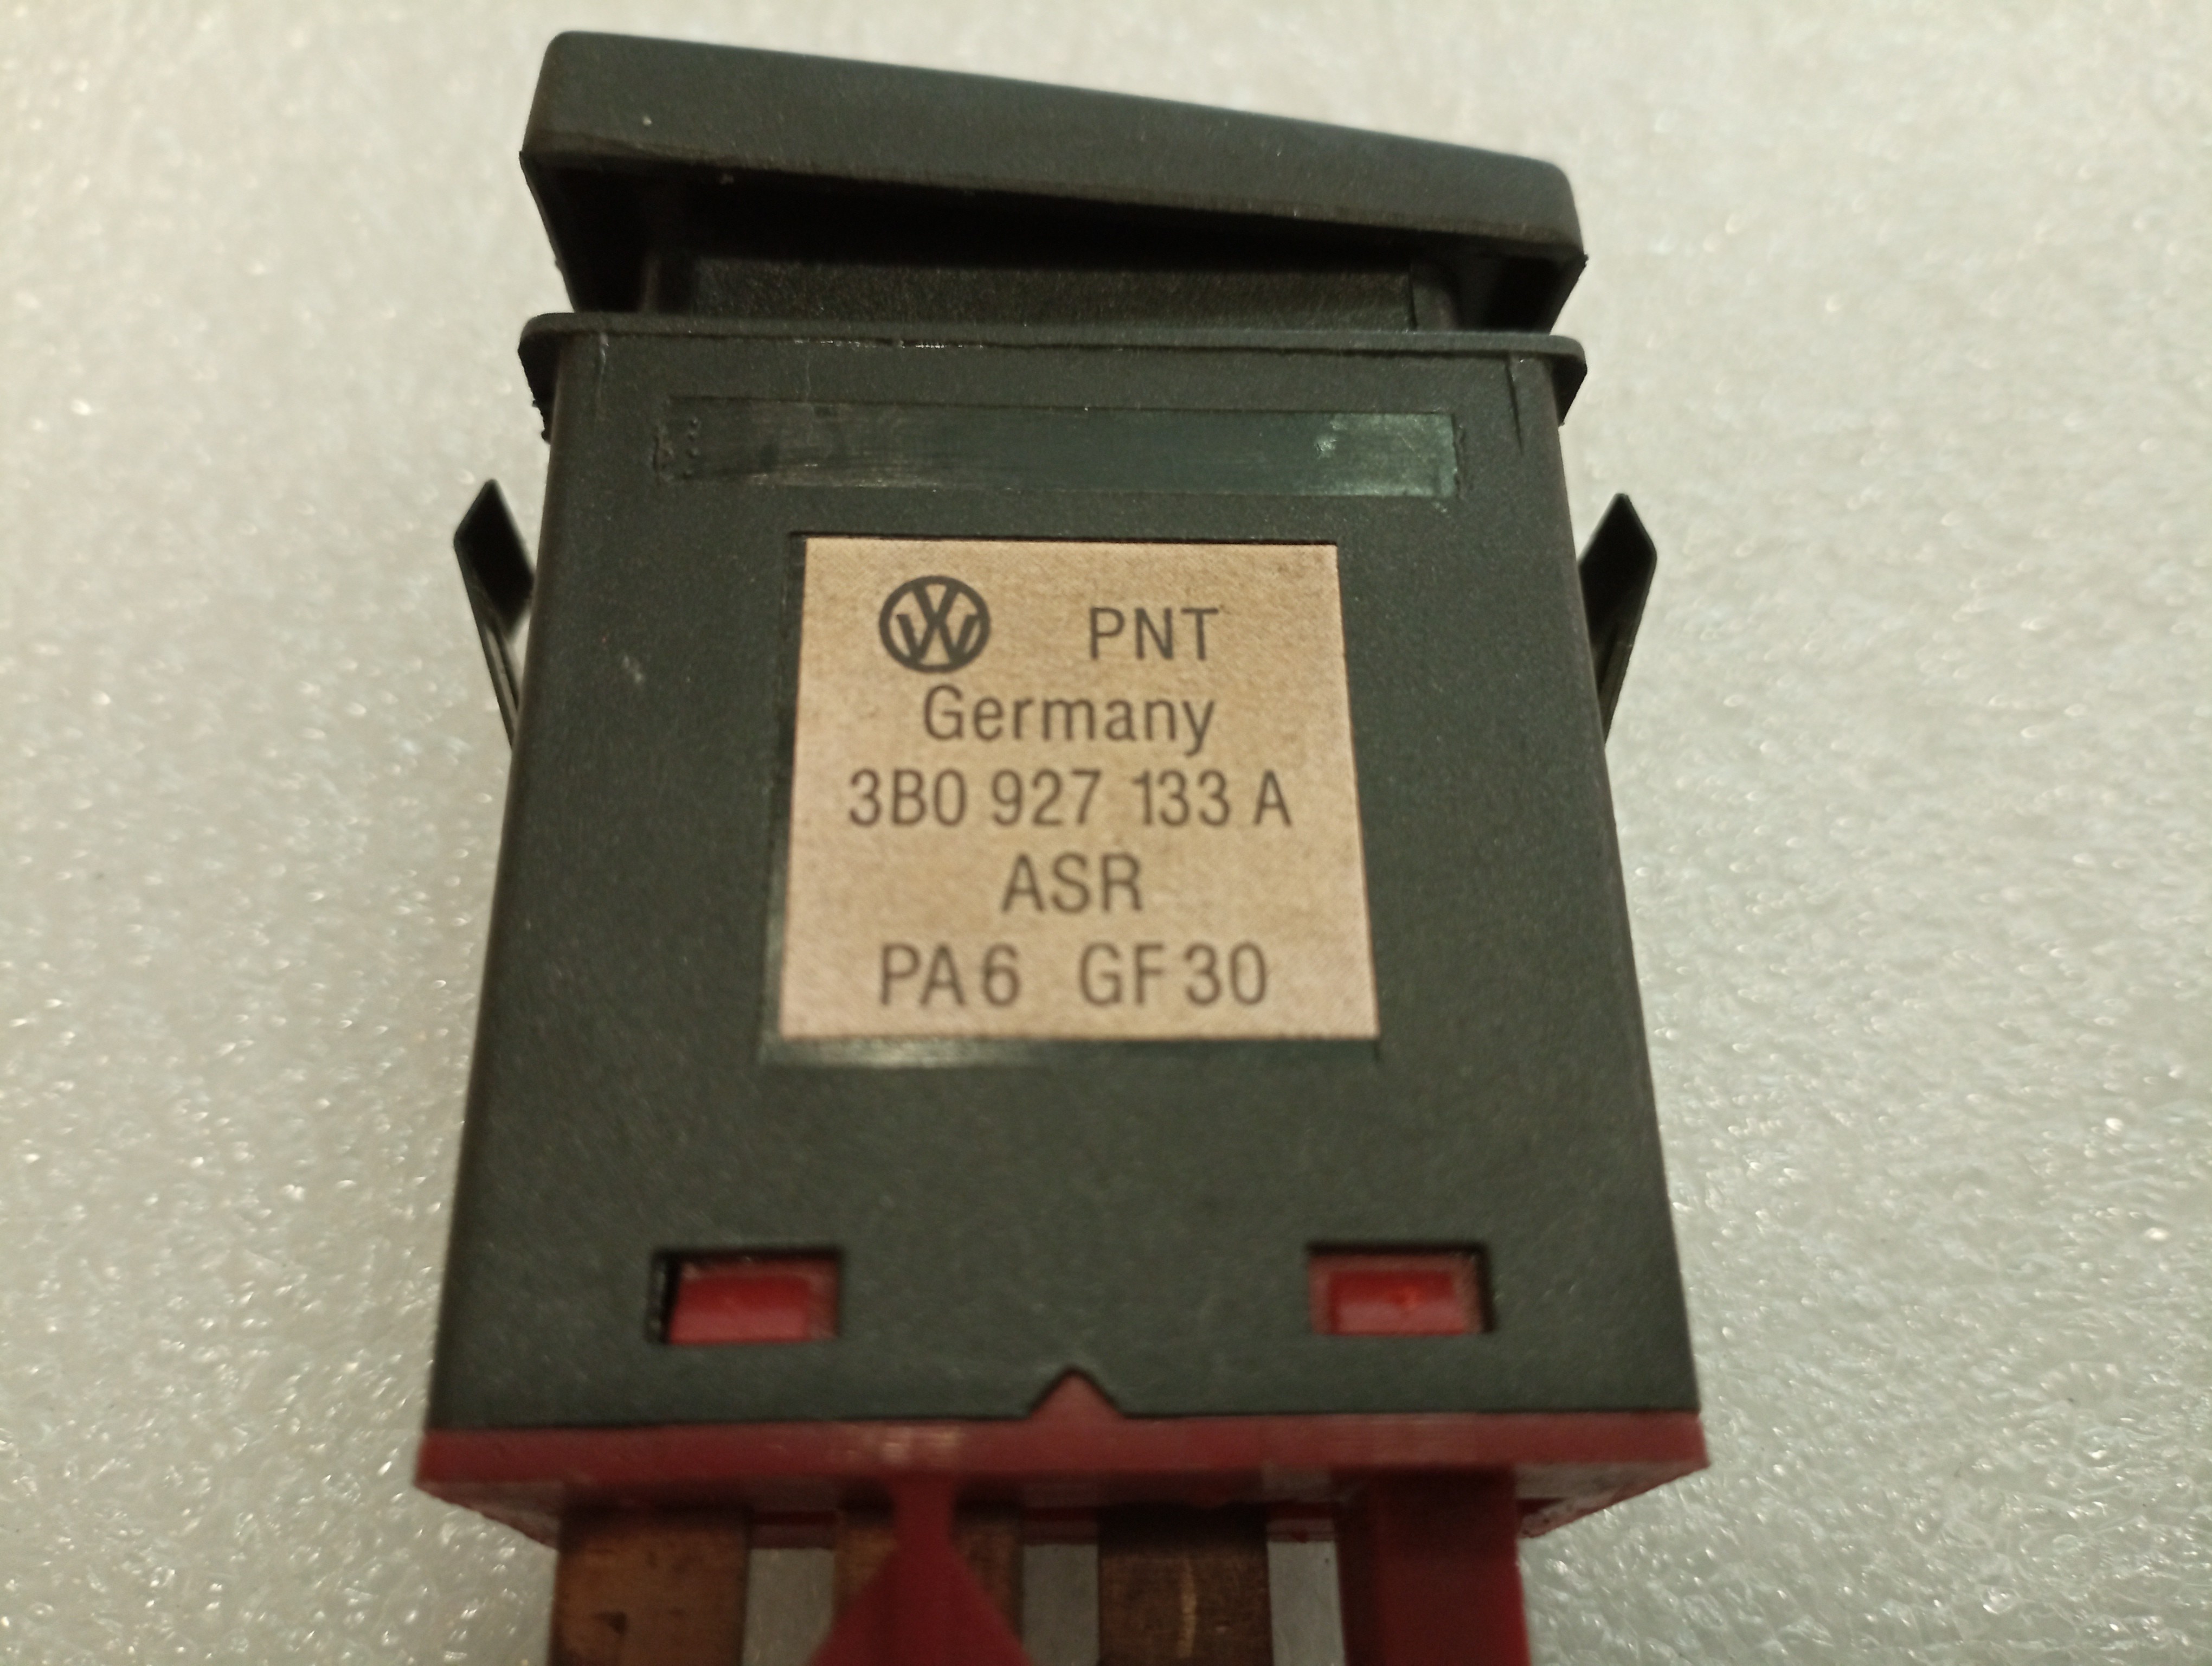 PNT
Germany
3B0 927 133 A
ASR
PA6 GF30